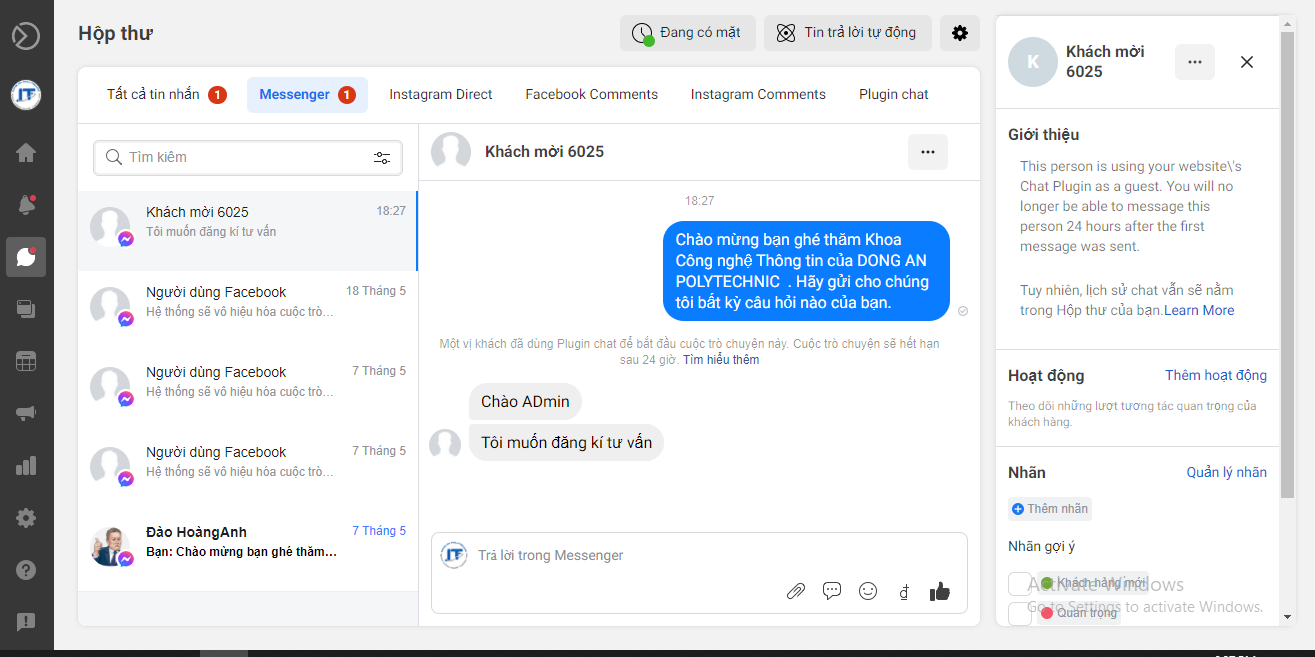 Hộp thư
Đang có mặt
Tin trả lời tự động
Tất cả tin nhắn 1
Messenger 1
Instagram Direct
Facebook Comments
Instagram Comments
Plugin chat
Tìm kiếm
Khách mời 6025
18:27
Tôi muốn đăng kí tư vấn
Người dùng Facebook
18 Tháng 5
Hệ thống sẽ vô hiệu hóa cuộc trò...
Người dùng Facebook
7 Tháng 5
Hệ thống sẽ vô hiệu hóa cuộc trò...
Người dùng Facebook
7 Tháng 5
Hệ thống sẽ vô hiệu hóa cuộc trò...
Đào HoàngAnh
7 Tháng 5
Bạn: Chào mừng bạn ghé thăm...
Khách mời 6025
18:27
Chào mừng bạn ghé thăm Khoa
Công nghệ Thông tin của DONG AN
POLYTECHNIC . Hãy gửi cho chúng
tôi bất kỳ câu hỏi nào của bạn.
Một vị khách đã dùng Plugin chat để bắt đầu cuộc trò chuyện này. Cuộc trò chuyện sẽ hết hạn
sau 24 giờ. Tìm hiểu thêm
Chào ADmin
Tôi muốn đăng kí tư vấn
Trả lời trong Messenger
K
Khách mời
6025
Giới thiệu
This person is using your website\'s
Chat Plugin as a guest. You will no
longer be able to message this
person 24 hours after the first
message was sent.
Tuy nhiên, lịch sử chat vẫn sẽ nằm
trong Hộp thư của bạn.Learn More
Hoạt động
Thêm hoạt động
Theo dõi những lượt tương tác quan trọng của
khách hàng.
Nhãn
Quản lý nhãn
Thêm nhãn
Nhãn gợi ý
Khách hàng mới
Quan trọng
Activate Windows
Go to Settings to activate Windows.